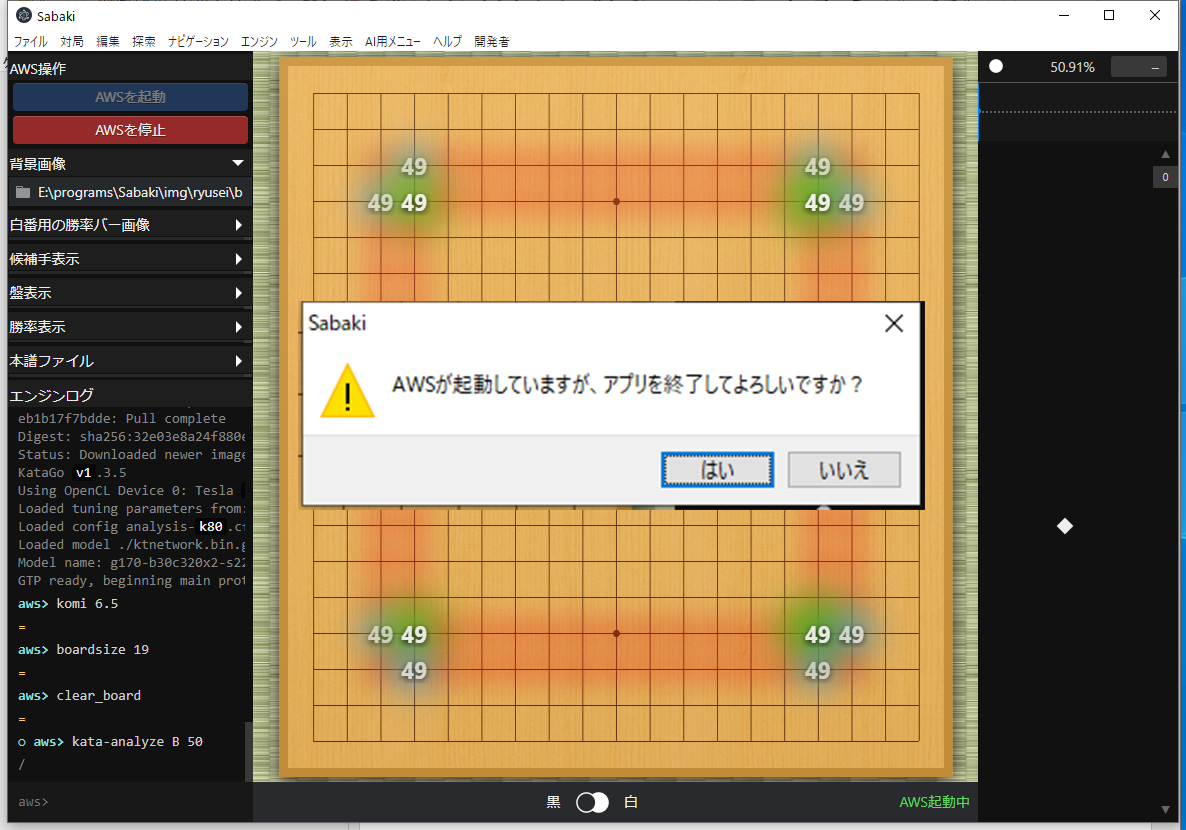 Sabaki
ファイル 対局 編集 探索 ナビゲーション エンジン ツール 表示 AI用メニュー ヘルプ 開発者
AWS操作
AWSを起動
AWSを停止
背景画像
E:\programs\Sabaki\img\ryusei\b
白番用の勝率バー画像
候補手表示
盤表示
勝率表示
本譜ファイル
エンジンログ
eb1b17f7bdde: Pull complete
Digest: sha256:32e03e8a24f880e
Status: Downloaded newer image
KataGo v1.3.5
Using OpenCL Device 0: Tesla
Loaded tuning parameters from:
Loaded config analysis-k80.cf
Loaded model ./ktnetwork.bin.g
Model name: g170-b30c320x2-s22
GTP ready, beginning main prot
aws> komi 6.5
=
aws> boardsize 19
=
aws> clear_board
=
o aws> kata-analyze B 50
/
aws>
49 49
49 49 49 49
Sabaki
AWSが起動していますが、アプリを終了してよろしいですか？
はい いいえ
49 49 49 49
49 49
黒 白
AWS起動中
50.91% –
0